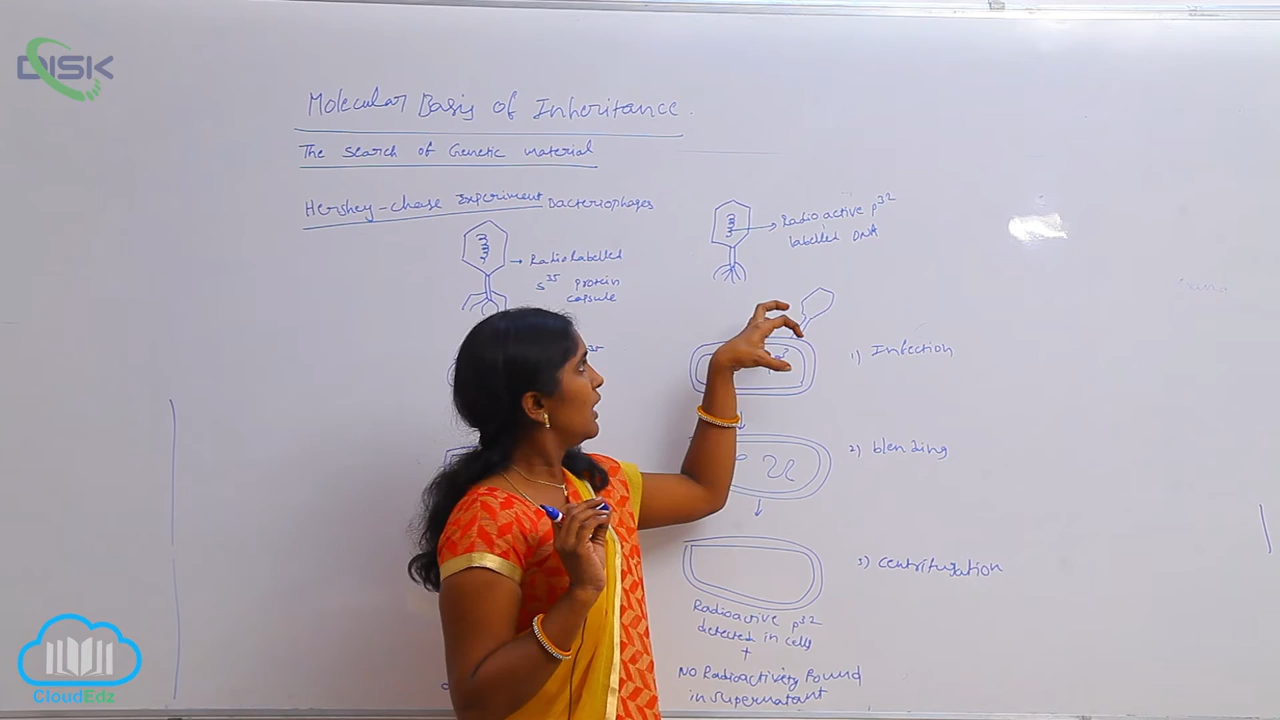 DISK
Molecular Basis of Inheritance.
The Search of Genetic material
Hershey-chase Experiment Bacteriophages
Radiolabelled
S35 protein
capsule
Radioactive p32
labelled DNA
35
1) Infection
2) blending
3) centrifugation
Radioactive p32
detected in cells
+
NO Radioactivity Found
in supernatant
CloudEdz